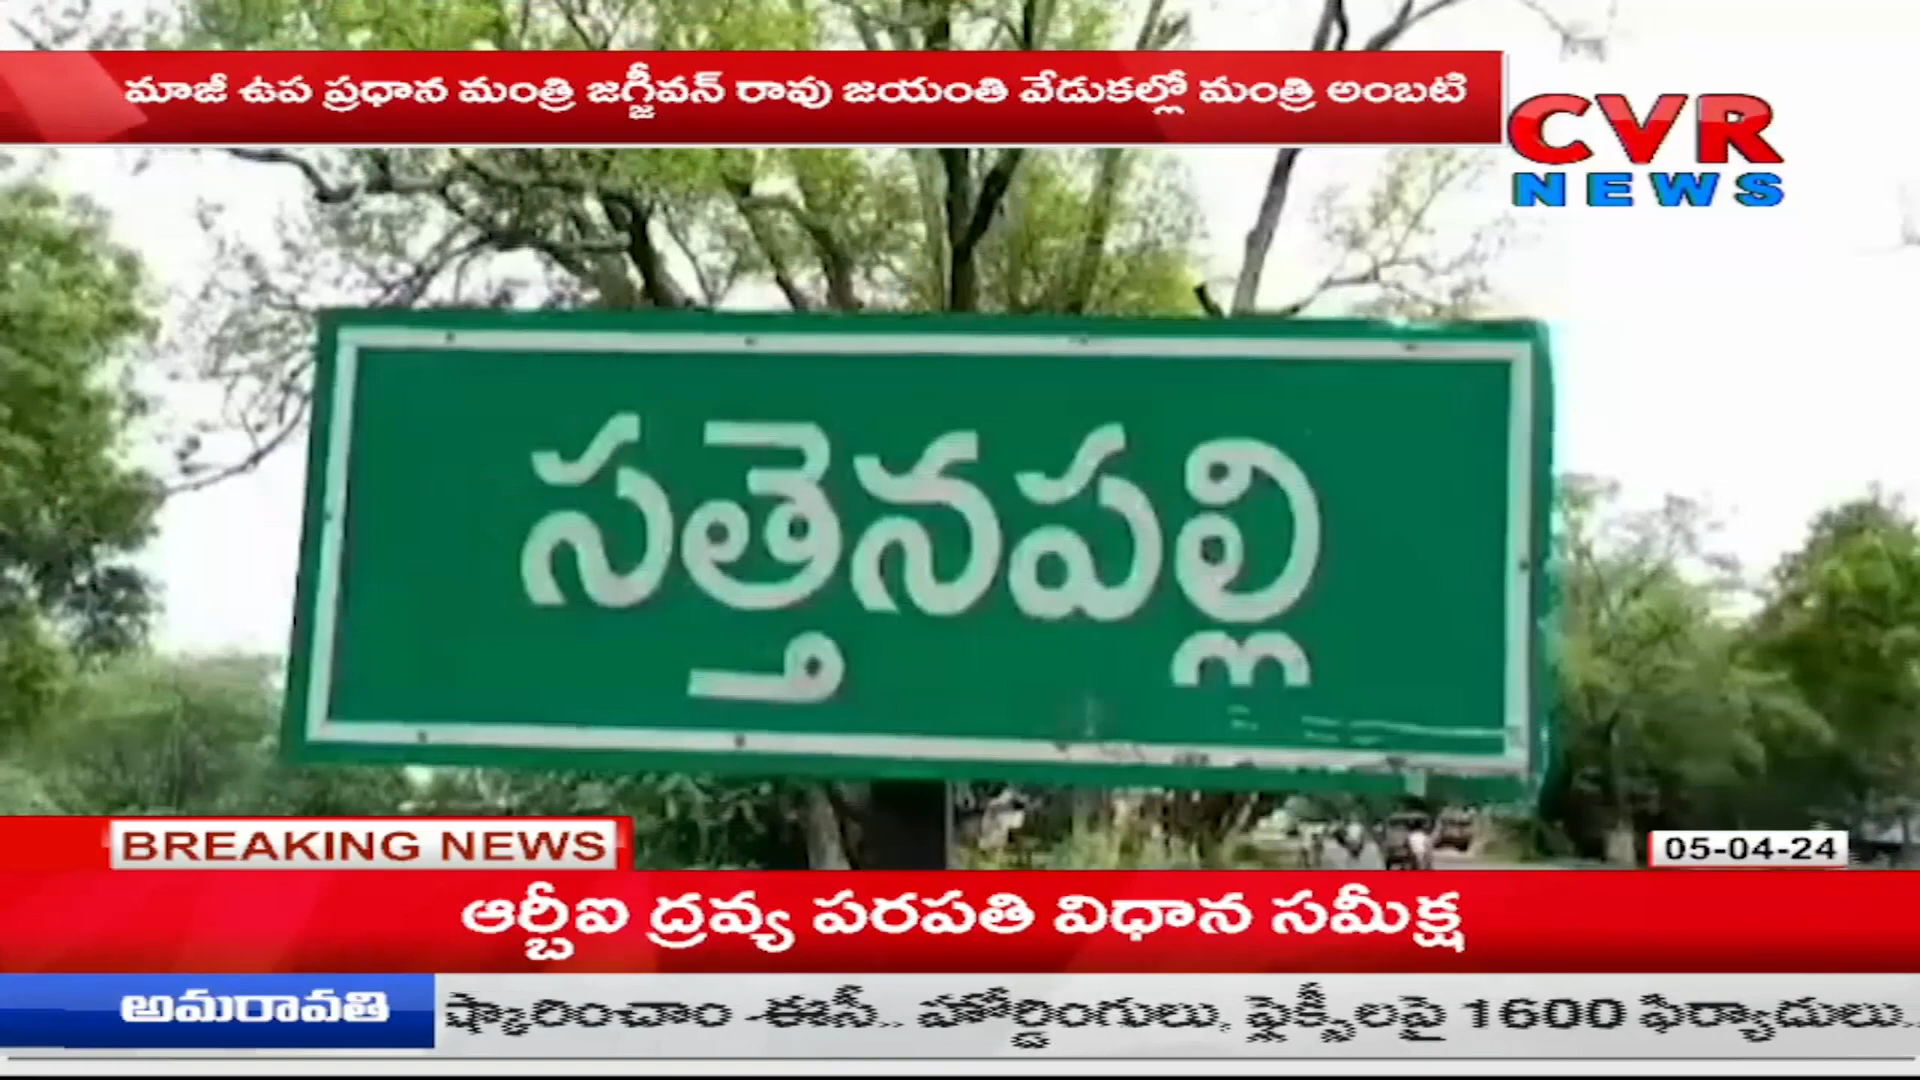 మాజీ ఉప ప్రధాన మంత్రి జగ్జీవన్ రావు జయంతి వేడుకల్లో మంత్రి అంబటి
CVR
NEWS
సత్తెనపల్లి
BREAKING NEWS
05-04-24
ఆర్బీఐ ద్రవ్య పరపతి విధాన సమీక్ష
అమరావతి
ష్కారించాం -ఈసీ.. హోర్డింగులు, ఫ్లెక్సీలపై 1600 ఫిర్యాదులు..